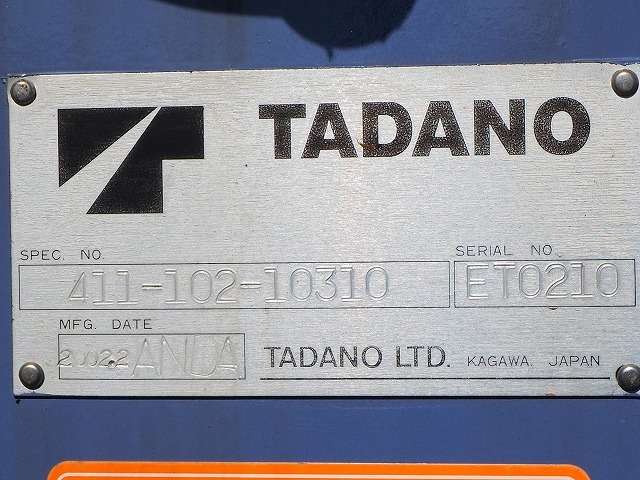 TADANO
SPEC. NO
SERIAL NO.
411-102-10310
ET0210
MFG. DATE
TADANO LTD. KAGAWA, JAPAN